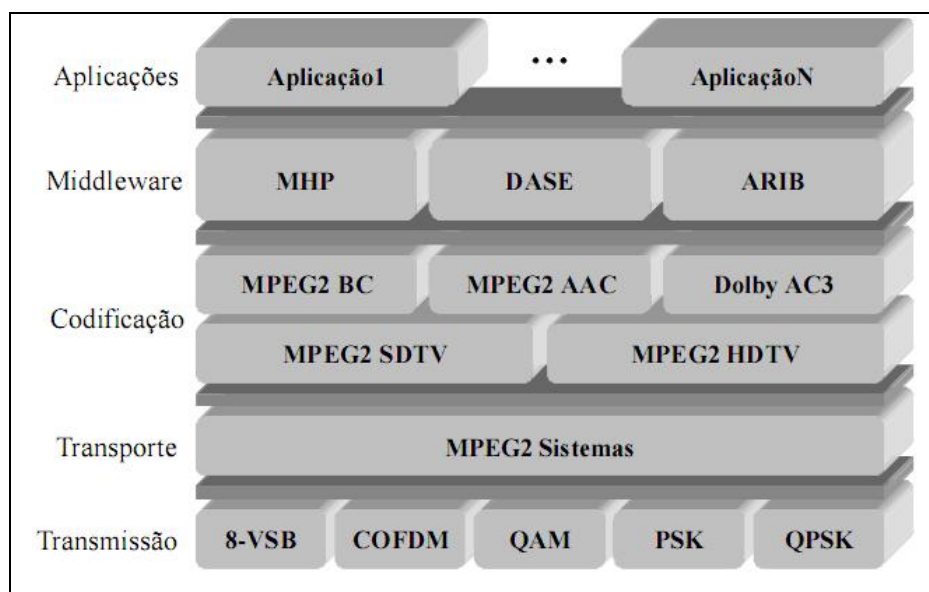 Aplicações
Aplicação1
...
AplicaçãoN
Middleware
MHP
DASE
ARIB
Codificação
MPEG2 BC
MPEG2 AAC
Dolby AC3
MPEG2 SDTV
MPEG2 HDTV
Transporte
MPEG2 Sistemas
Transmissão
8-VSB
COFDM
QAM
PSK
QPSK